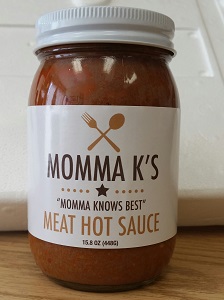 MOMMA K'S
"MOMMA KNOWS BEST"
MEAT HOT SAUCE
15.8 OZ (448G)